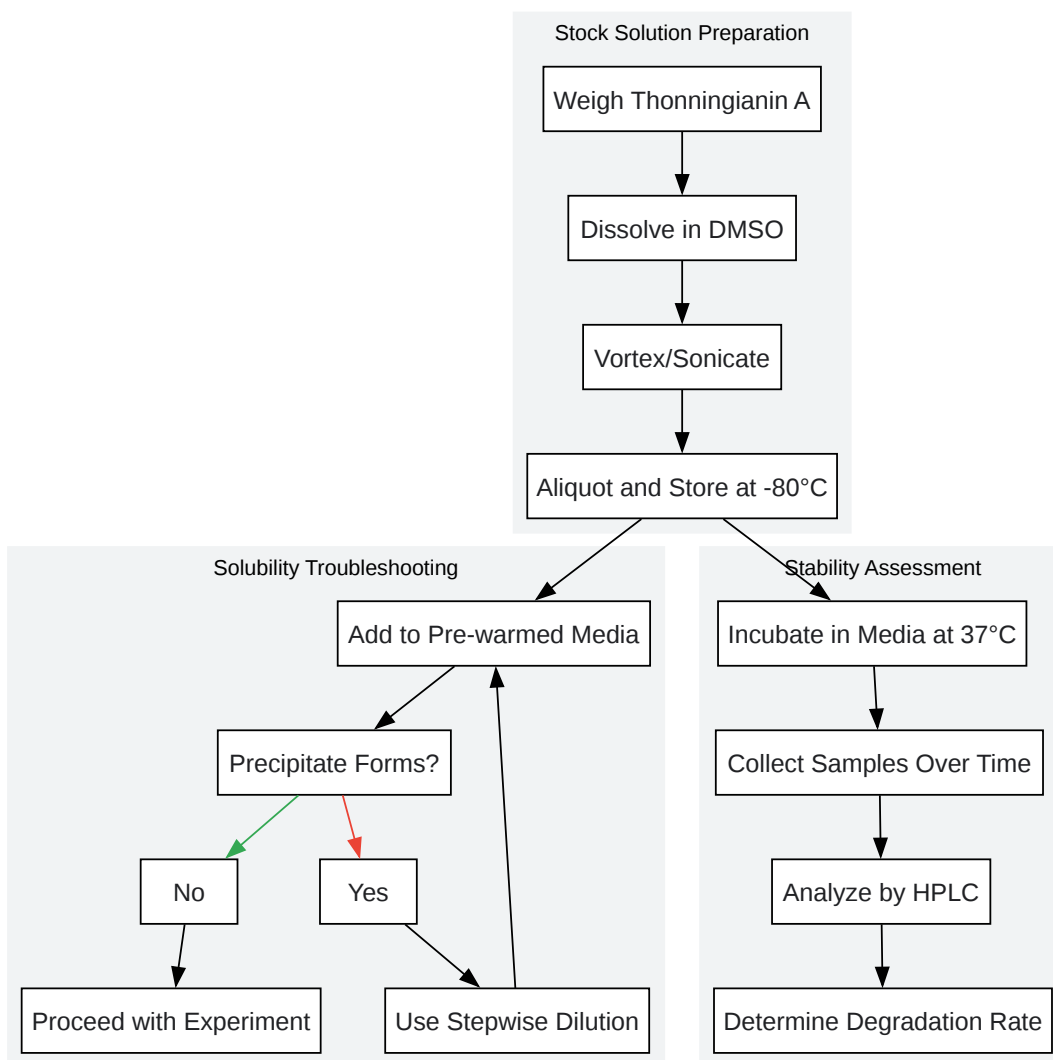 Stock Solution Preparation
Weigh Thonningianin A
Dissolve in DMSO
Vortex/Sonicate
Aliquot and Store at -80°C
Solubility Troubleshooting
Add to Pre-warmed Media
Precipitate Forms?
No
Yes
Proceed with Experiment
Use Stepwise Dilution
Stability Assessment
Incubate in Media at 37°C
Collect Samples Over Time
Analyze by HPLC
Determine Degradation Rate